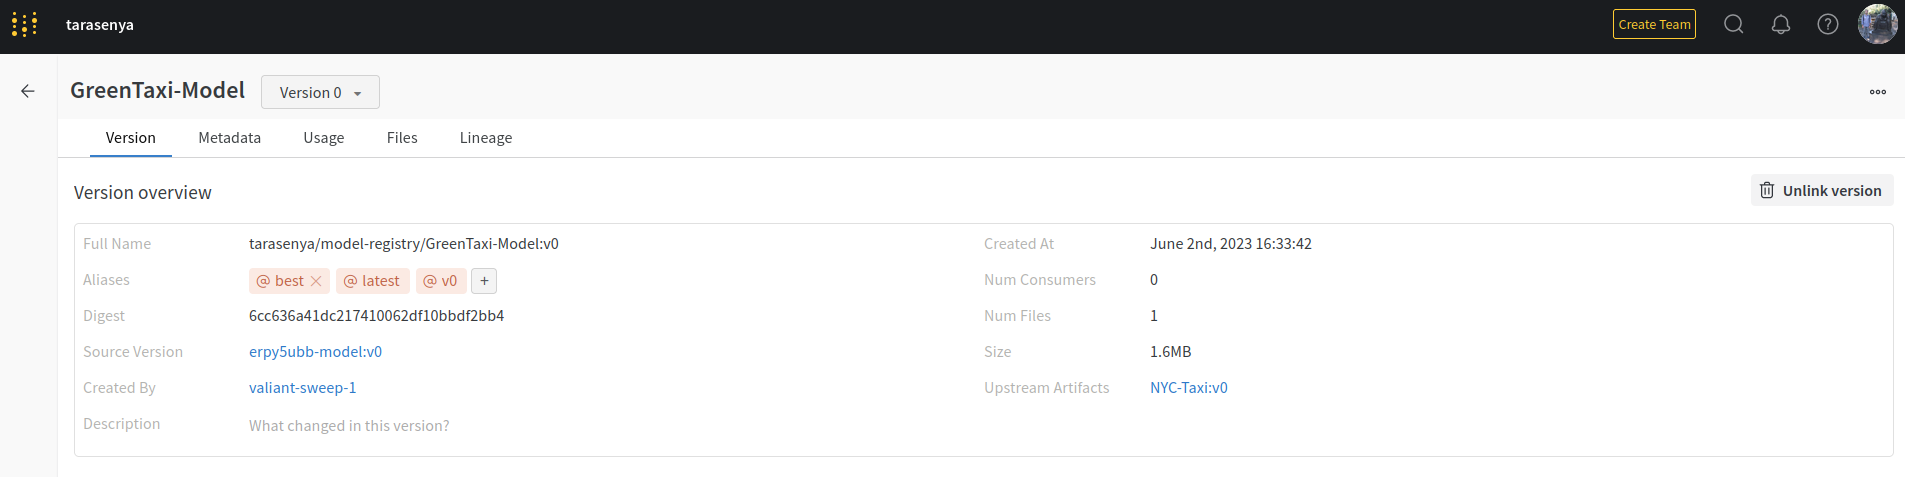 tarasenya
Create Team
GreenTaxi-Model
Version 0
Version Metadata Usage Files Lineage
Version overview
Unlink version
Full Name tarasenya/model-registry/GreenTaxi-Model:v0
Aliases @ best × @ latest @ v0 +
Digest 6cc636a41dc217410062df10bbdf2bb4
Source Version erpy5ubb-model:v0
Created By valiant-sweep-1
Description What changed in this version?
Created At June 2nd, 2023 16:33:42
Num Consumers 0
Num Files 1
Size 1.6MB
Upstream Artifacts NYC-Taxi:v0